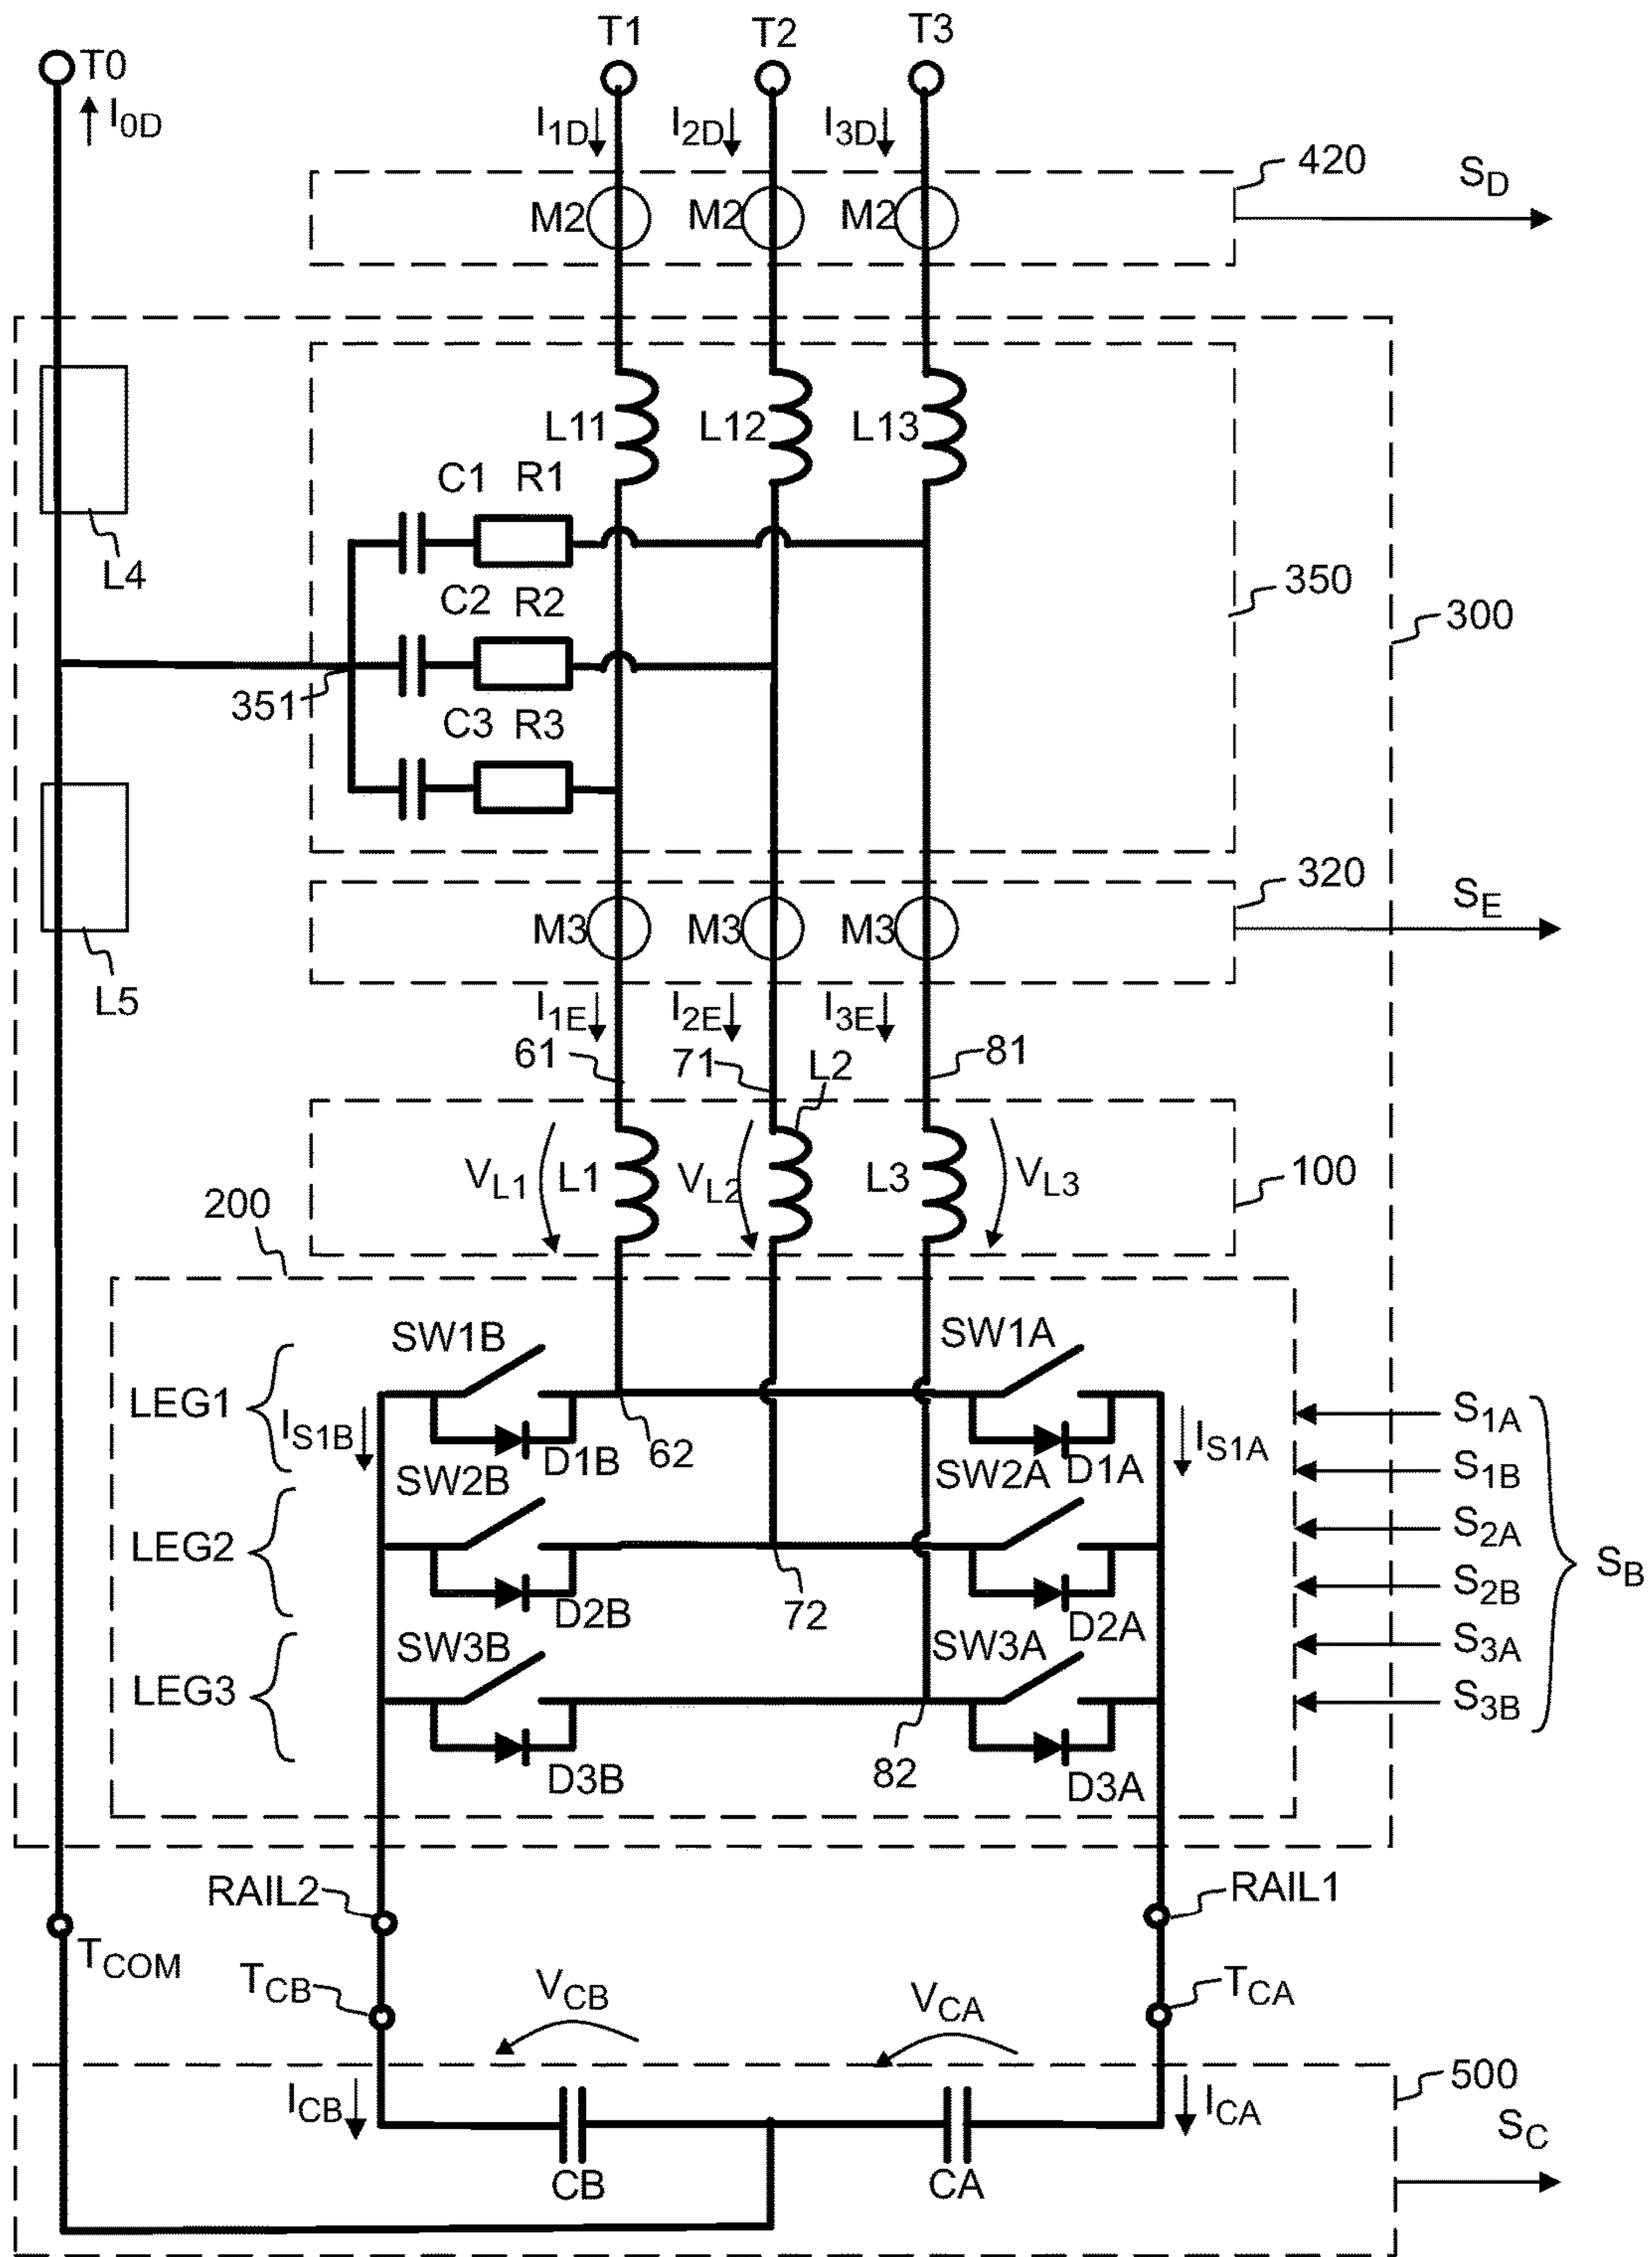 T0
T1
T2
T3
I0D
I1D
I2D
I3D
420
SD
M2
M2
M2
L11
L12
L13
C1
R1
L4
C2
R2
350
300
351
C3
R3
320
SE
M3
M3
M3
L5
I1E
I2E
I3E
61
71
L2
81
VL1
L1
VL2
L3
VL3
100
200
SW1B
SW1A
LEG1
IS1B
D1B
62
D1A
IS1A
S1A
S1B
SW2B
SW2A
LEG2
S2A
S2B
SB
D2B
72
D2A
SW3B
SW3A
S3A
LEG3
S3B
D3B
82
D3A
RAIL2
RAIL1
TCOM
TCB
VCB
VCA
TCA
500
ICB
ICA
SC
CB
CA